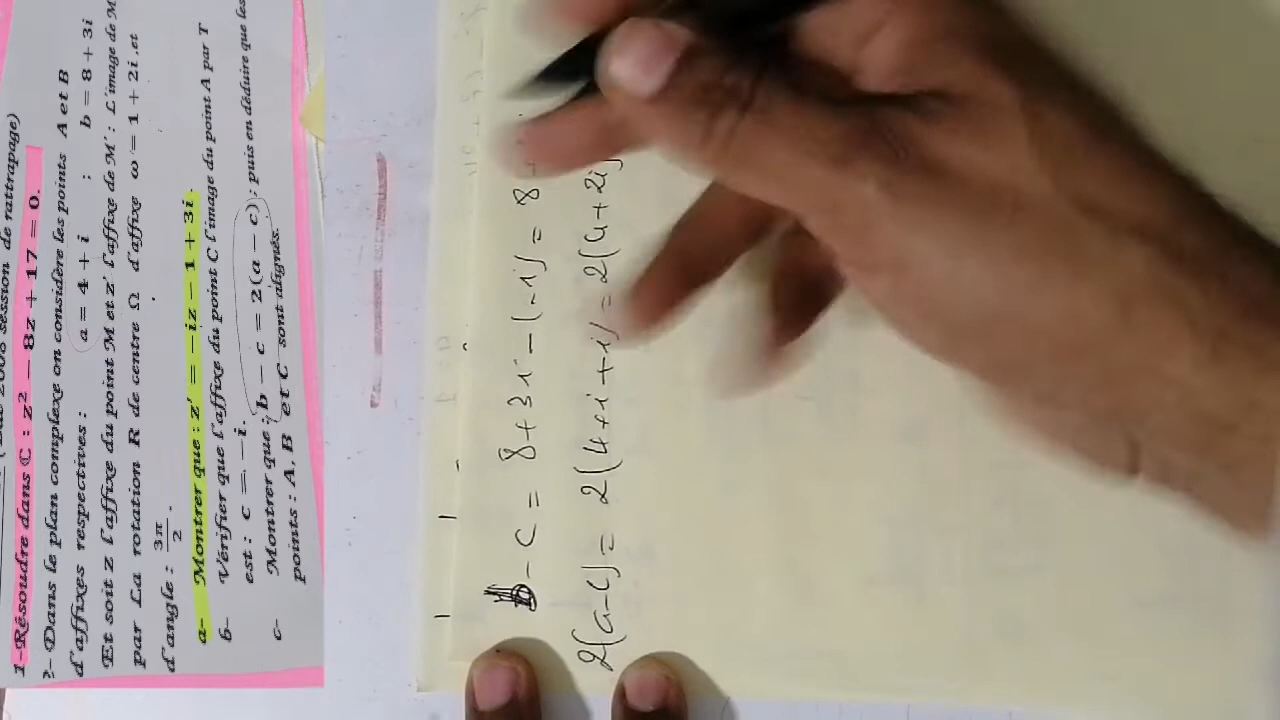 2008 session de rattrapage)
1-Résoudre dans ℂ : z² − 8z + 17 = 0.
2- Dans le plan complexe on considère les points A et B
d'affixes respectives : a = 4 + i : b = 8 + 3i
Et soit z l'affixe du point M et z' l'affixe de M' : L'image de M
par La rotation R de centre Ω d'affixe ω = 1 + 2i .et
d'angle : 3π/2 .
a- Montrer que : z' = −iz − 1 + 3i .
b- Vérifier que l'affixe du point C l'image du point A par T
est : c = −i.
c- Montrer que : b − c = 2(a − c) ; puis en déduire que les
points : A. B et C sont alignés.
b - c = 8+3i - (-i) = 8
2(a-c) = 2(4+i+i) = 2(4+2i)